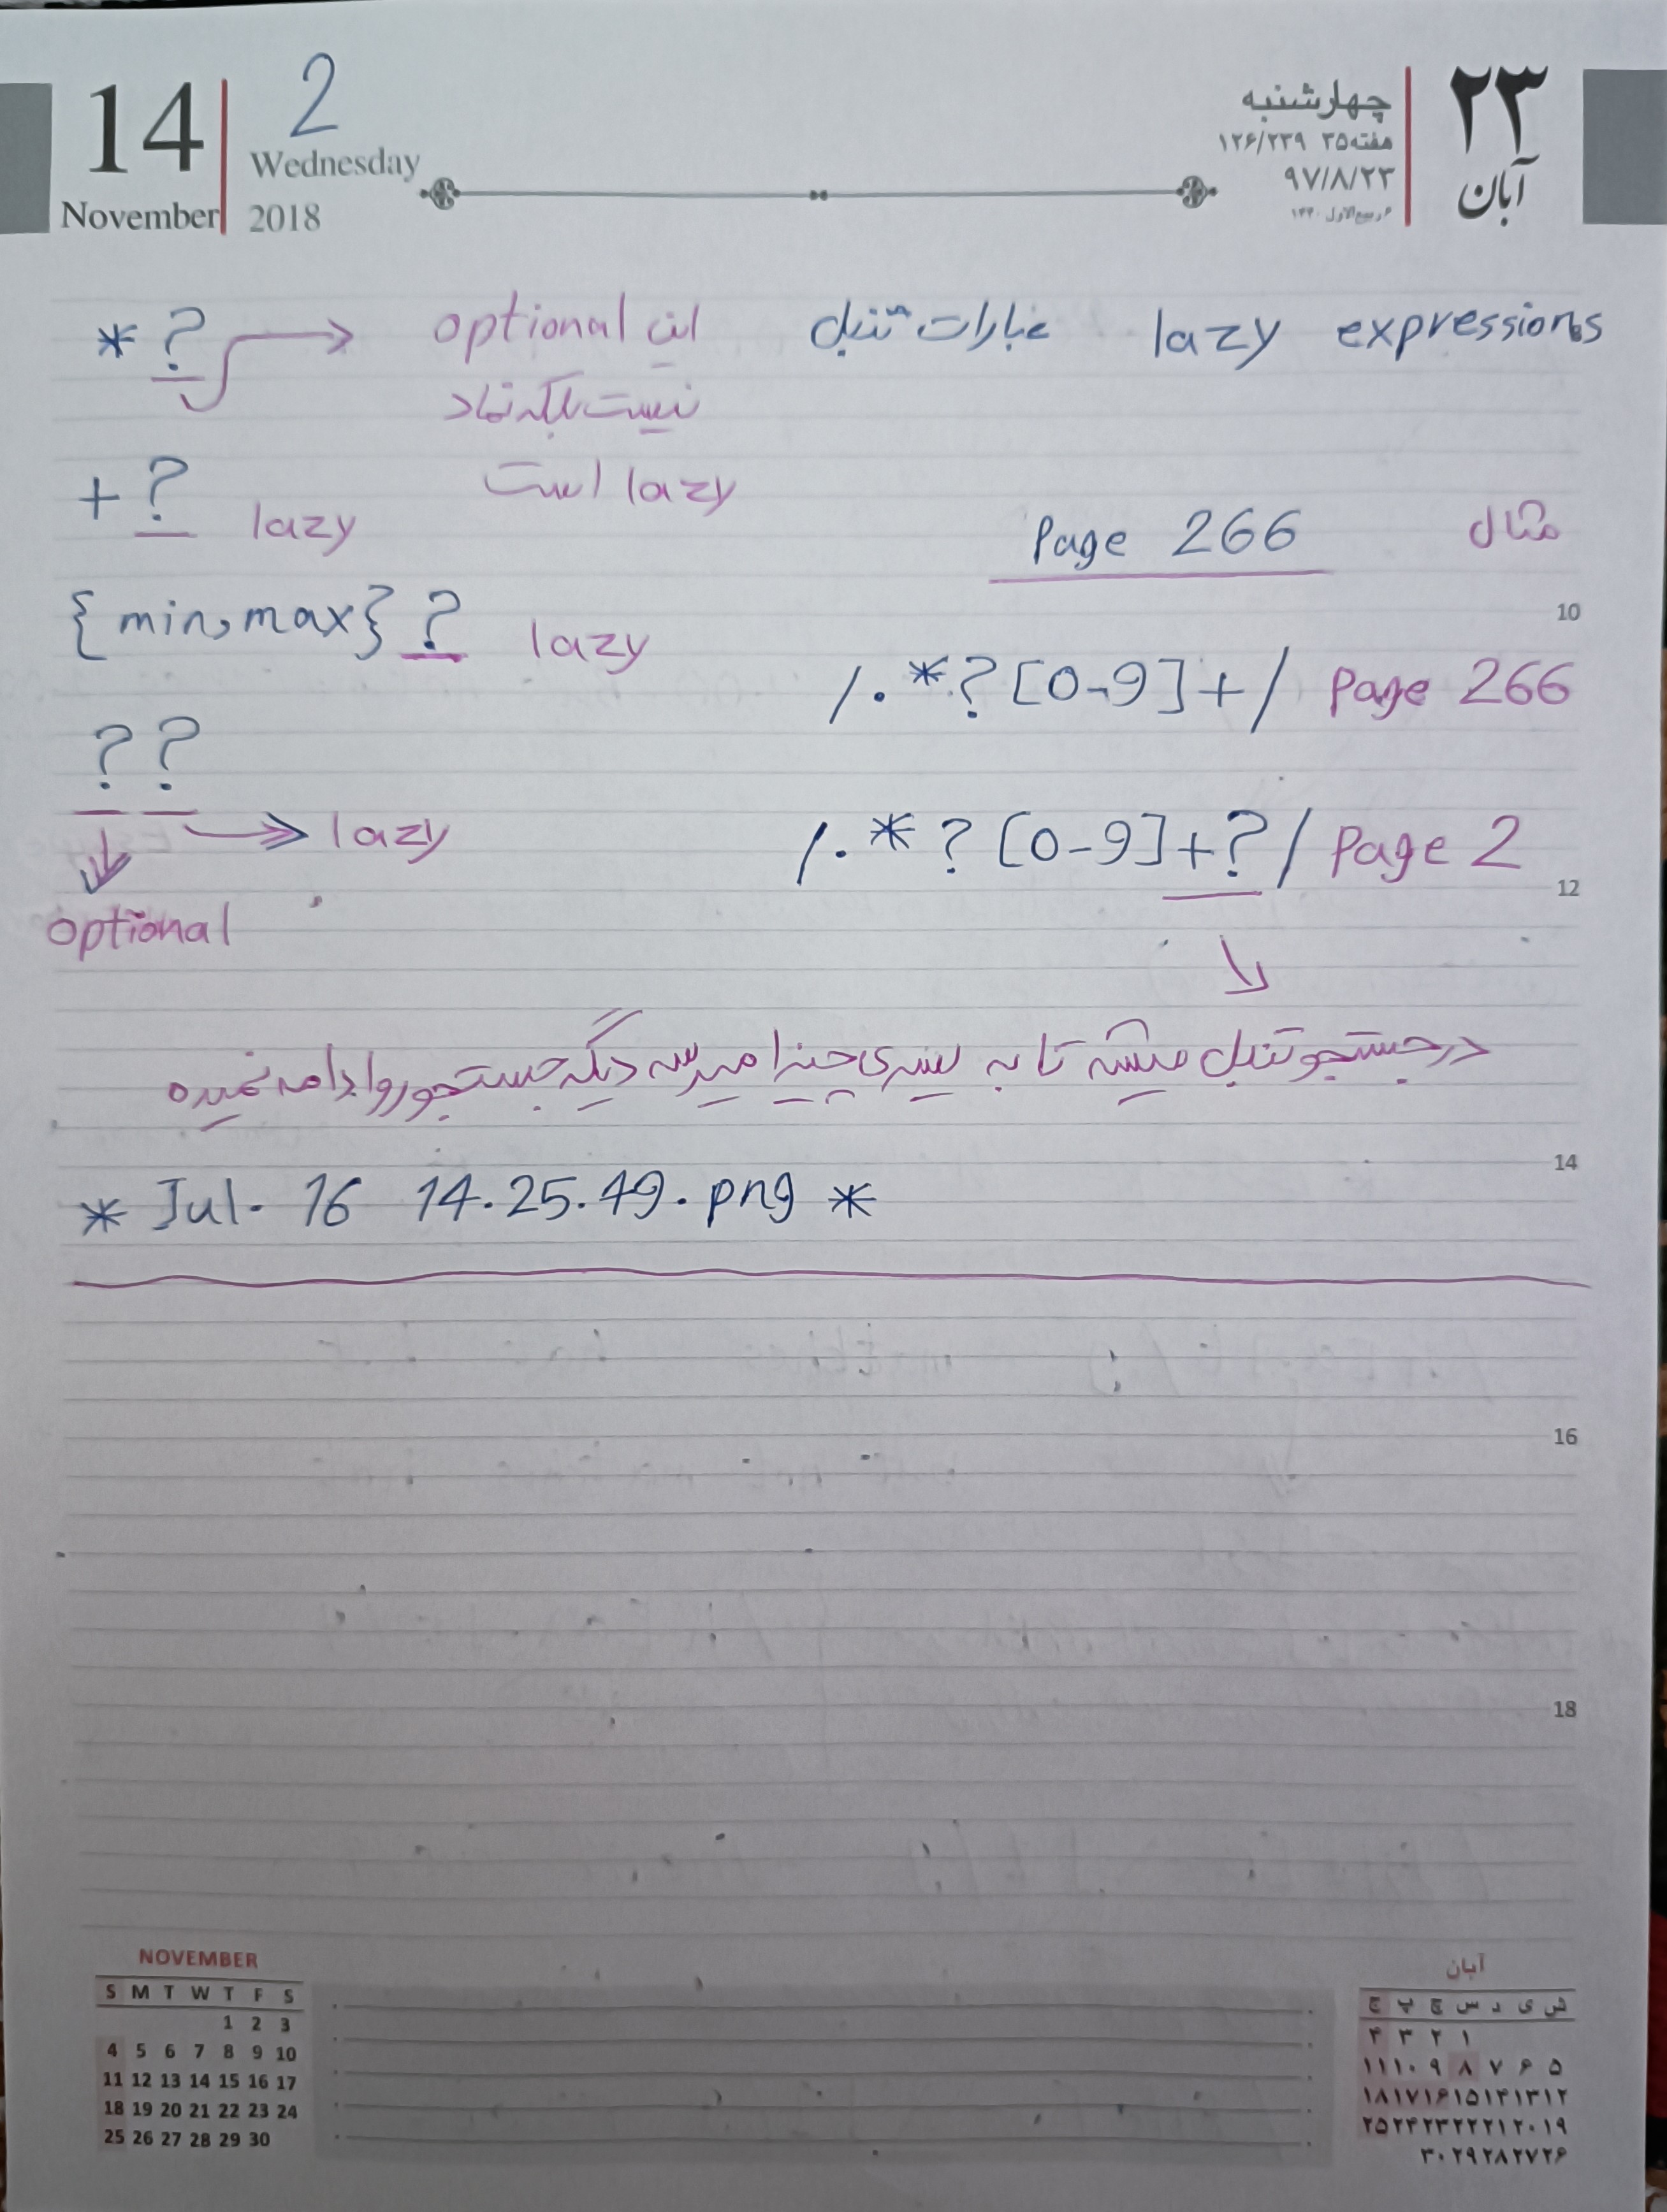 14
November
2
Wednesday
2018
چهارشنبه
هفته ۳۵ ۱۲۶/۲۳۹
۹۷/۸/۲۳
۶ ربیع‌الاول ۱۴۴۰
۲۳
آبان
lazy expressions عبارات تنبل
*? → این optional
نیست بلکه نماد
lazy است
+? lazy
مثال Page 266
{min,max}? lazy
10
/.*?[0-9]+/ Page 266
??
→ lazy
↓
optional
/.*?[0-9]+?/ Page 2
12
↓
در جستجو تنبل میشه تا به یسری چیزا میرسه دیگه جستجو رو ادامه نمیده
14
* Jul. 16 14.25.49.png *
16
18
NOVEMBER
S M T W T F S
1 2 3
4 5 6 7 8 9 10
11 12 13 14 15 16 17
18 19 20 21 22 23 24
25 26 27 28 29 30
آبان
ش ی د س چ پ ج
۱ ۲ ۳ ۴
۵ ۶ ۷ ۸ ۹ ۱۰ ۱۱
۱۲ ۱۳ ۱۴ ۱۵ ۱۶ ۱۷ ۱۸
۱۹ ۲۰ ۲۱ ۲۲ ۲۳ ۲۴ ۲۵
۲۶ ۲۷ ۲۸ ۲۹ ۳۰